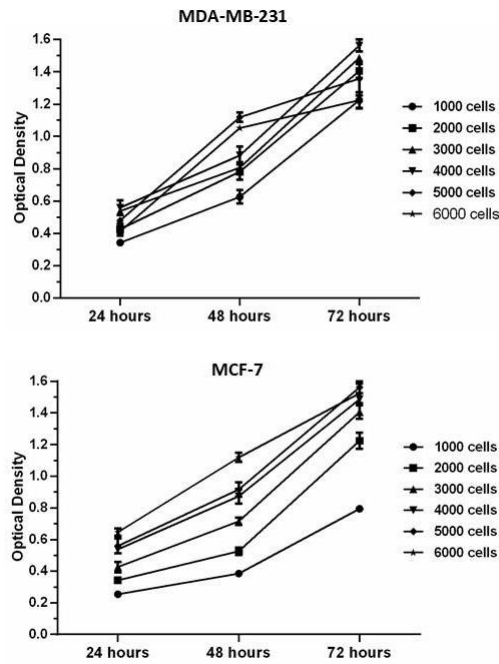 MDA-MB-231
1.6
1.4
1.2
1.0
0.8
0.6
0.4
0.2
0.0
Optical Density
24 hours
48 hours
72 hours
1000 cells
2000 cells
3000 cells
4000 cells
5000 cells
6000 cells
MCF-7
1.6
1.4
1.2
1.0
0.8
0.6
0.4
0.2
0.0
Optical Density
24 hours
48 hours
72 hours
1000 cells
2000 cells
3000 cells
4000 cells
5000 cells
6000 cells